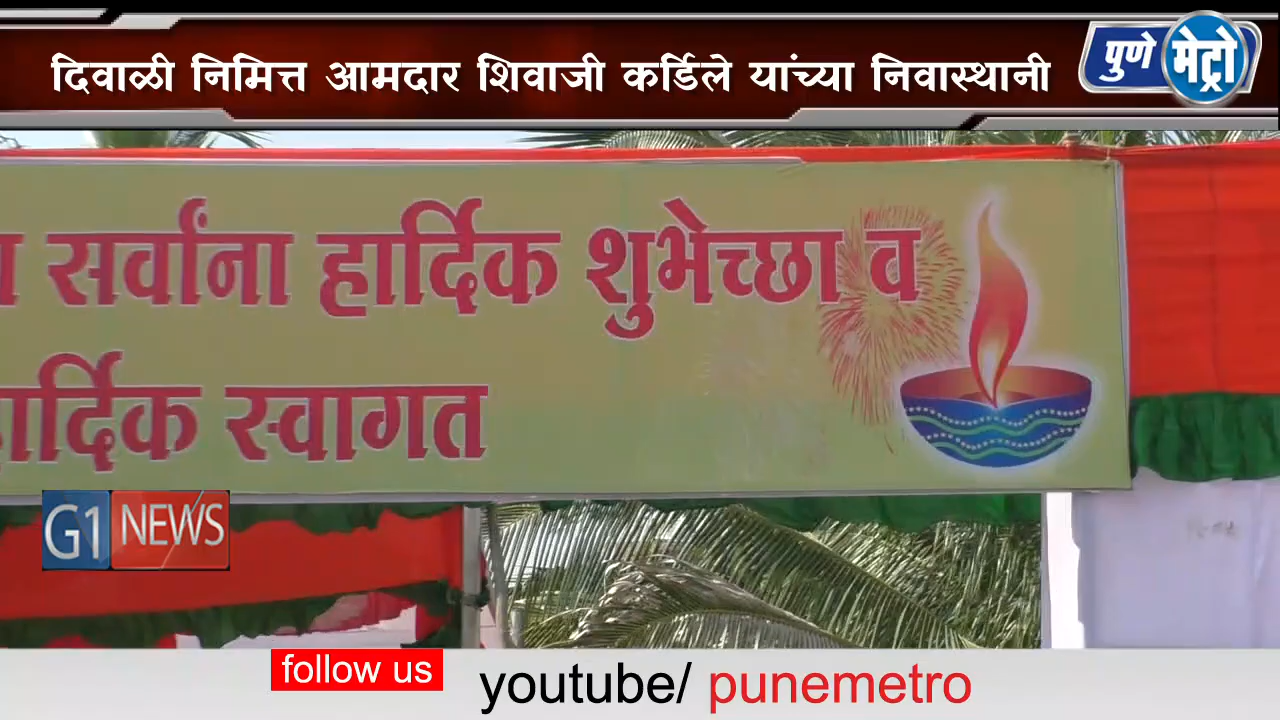 दिवाळी निमित्त आमदार शिवाजी कर्डिले यांच्या निवास्थानी
पुणे मेट्रो
सर्वांना हार्दिक शुभेच्छा व
हार्दिक स्वागत
G1 NEWS
follow us youtube/ punemetro